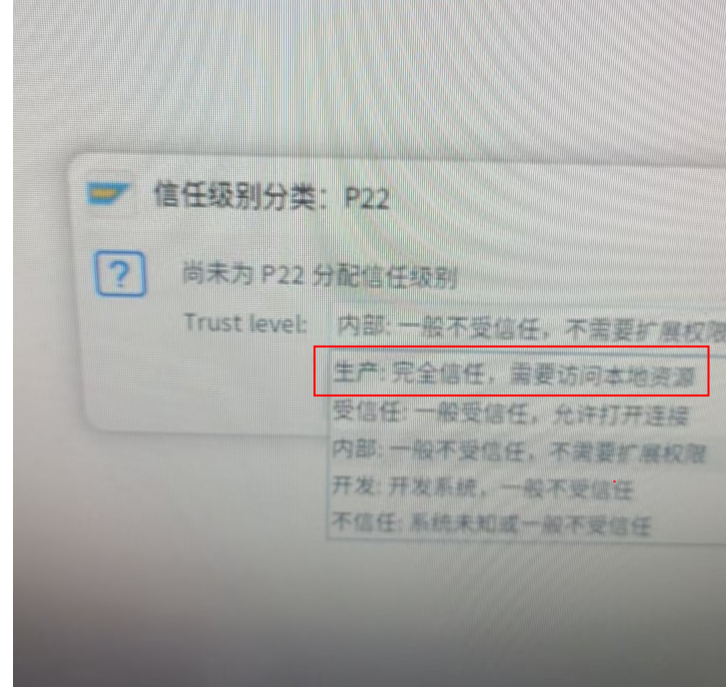 信任级别分类：P22
尚未为 P22 分配信任级别
Trust level: 内部: 一般不受信任，不需要扩展权限
生产: 完全信任，需要访问本地资源
受信任: 一般受信任，允许打开连接
内部: 一般不受信任，不需要扩展权限
开发: 开发系统，一般不受信任
不信任: 系统未知或一般不受信任